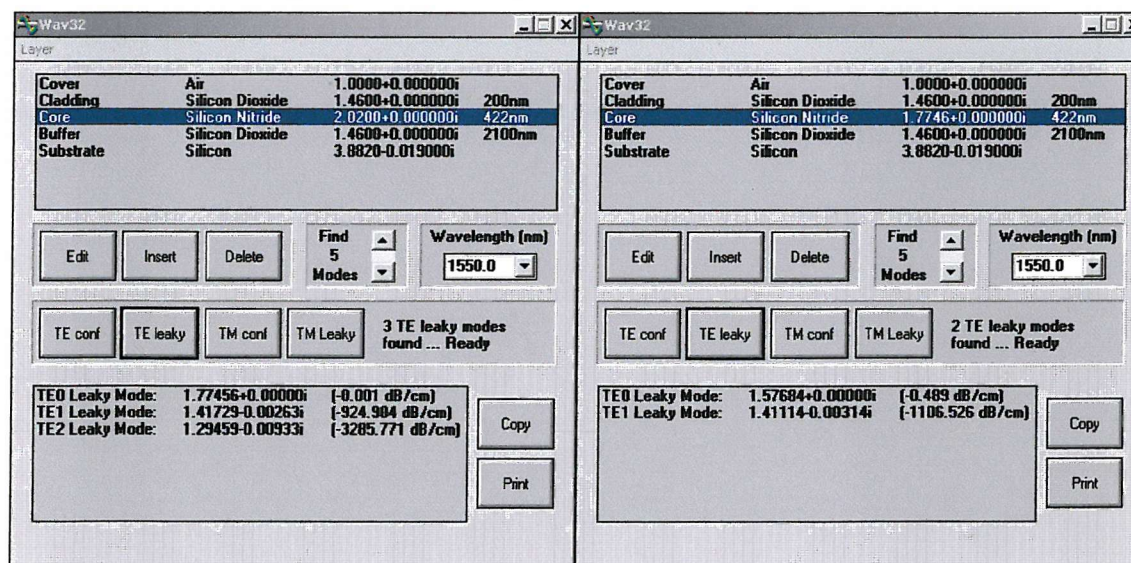 Wav32
Layer
Cover Air 1.0000+0.000000i
Cladding Silicon Dioxide 1.4600+0.000000i 200nm
Core Silicon Nitride 2.0200+0.000000i 422nm
Buffer Silicon Dioxide 1.4600+0.000000i 2100nm
Substrate Silicon 3.8820-0.019000i
Edit Insert Delete
Find 5 Modes
Wavelength (nm)
1550.0
TE conf TE leaky TM conf TM Leaky
3 TE leaky modes
found ... Ready
TE0 Leaky Mode: 1.77456+0.00000i (-0.001 dB/cm)
TE1 Leaky Mode: 1.41729-0.00263i (-924.984 dB/cm)
TE2 Leaky Mode: 1.29459-0.00933i (-3285.771 dB/cm)
Copy
Print
Wav32
Layer
Cover Air 1.0000+0.000000i
Cladding Silicon Dioxide 1.4600+0.000000i 200nm
Core Silicon Nitride 1.7746+0.000000i 422nm
Buffer Silicon Dioxide 1.4600+0.000000i 2100nm
Substrate Silicon 3.8820-0.019000i
Edit Insert Delete
Find 5 Modes
Wavelength (nm)
1550.0
TE conf TE leaky TM conf TM Leaky
2 TE leaky modes
found ... Ready
TE0 Leaky Mode: 1.57684+0.00000i (-0.489 dB/cm)
TE1 Leaky Mode: 1.41114-0.00314i (-1106.526 dB/cm)
Copy
Print